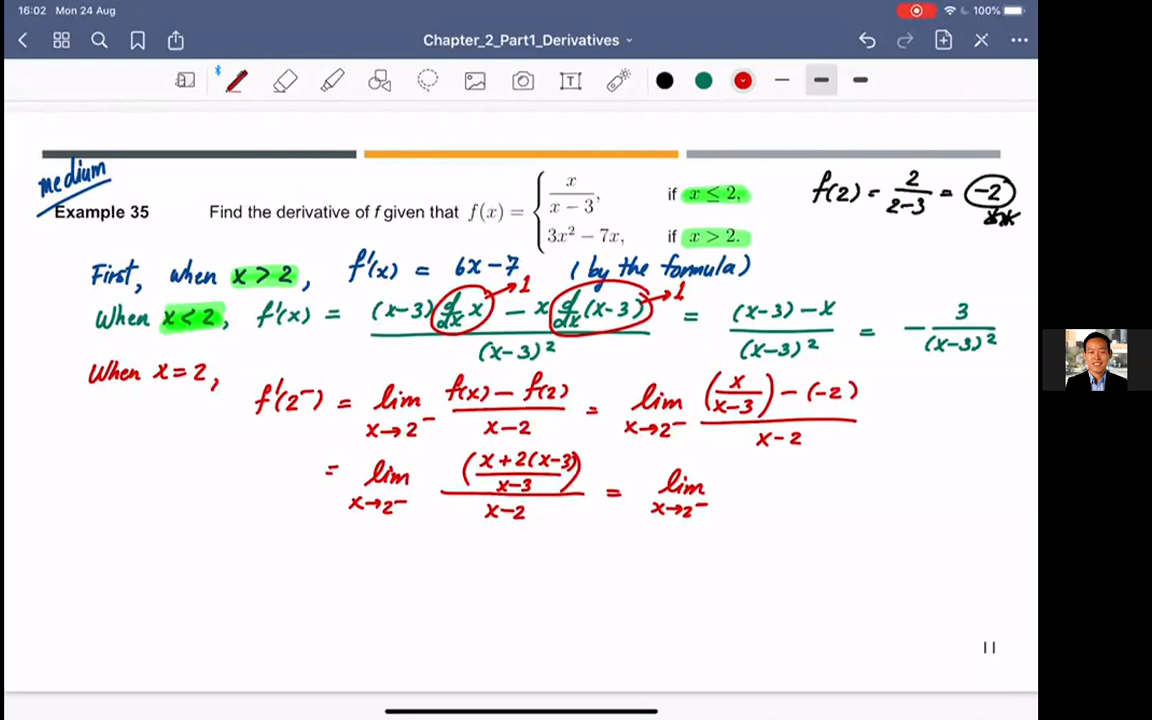 16:02 Mon 24 Aug 100%
Chapter_2_Part1_Derivatives
medium
Example 35 Find the derivative of f given that f(x) = { x/(x − 3), if x ≤ 2,
3x² − 7x, if x > 2.
f(2) = 2/(2−3) = −2
First, when x > 2, f'(x) = 6x − 7 (by the formula)
When x < 2, f'(x) = ((x−3) d/dx x − x d/dx (x−3))/(x−3)² = ((x−3) − x)/(x−3)² = − 3/(x−3)²
1 1
When x = 2,
f'(2⁻) = lim x→2⁻ (f(x) − f(2))/(x−2) = lim x→2⁻ ((x/(x−3)) − (−2))/(x−2)
= lim x→2⁻ ((x+2(x−3))/(x−3))/(x−2) = lim x→2⁻
11